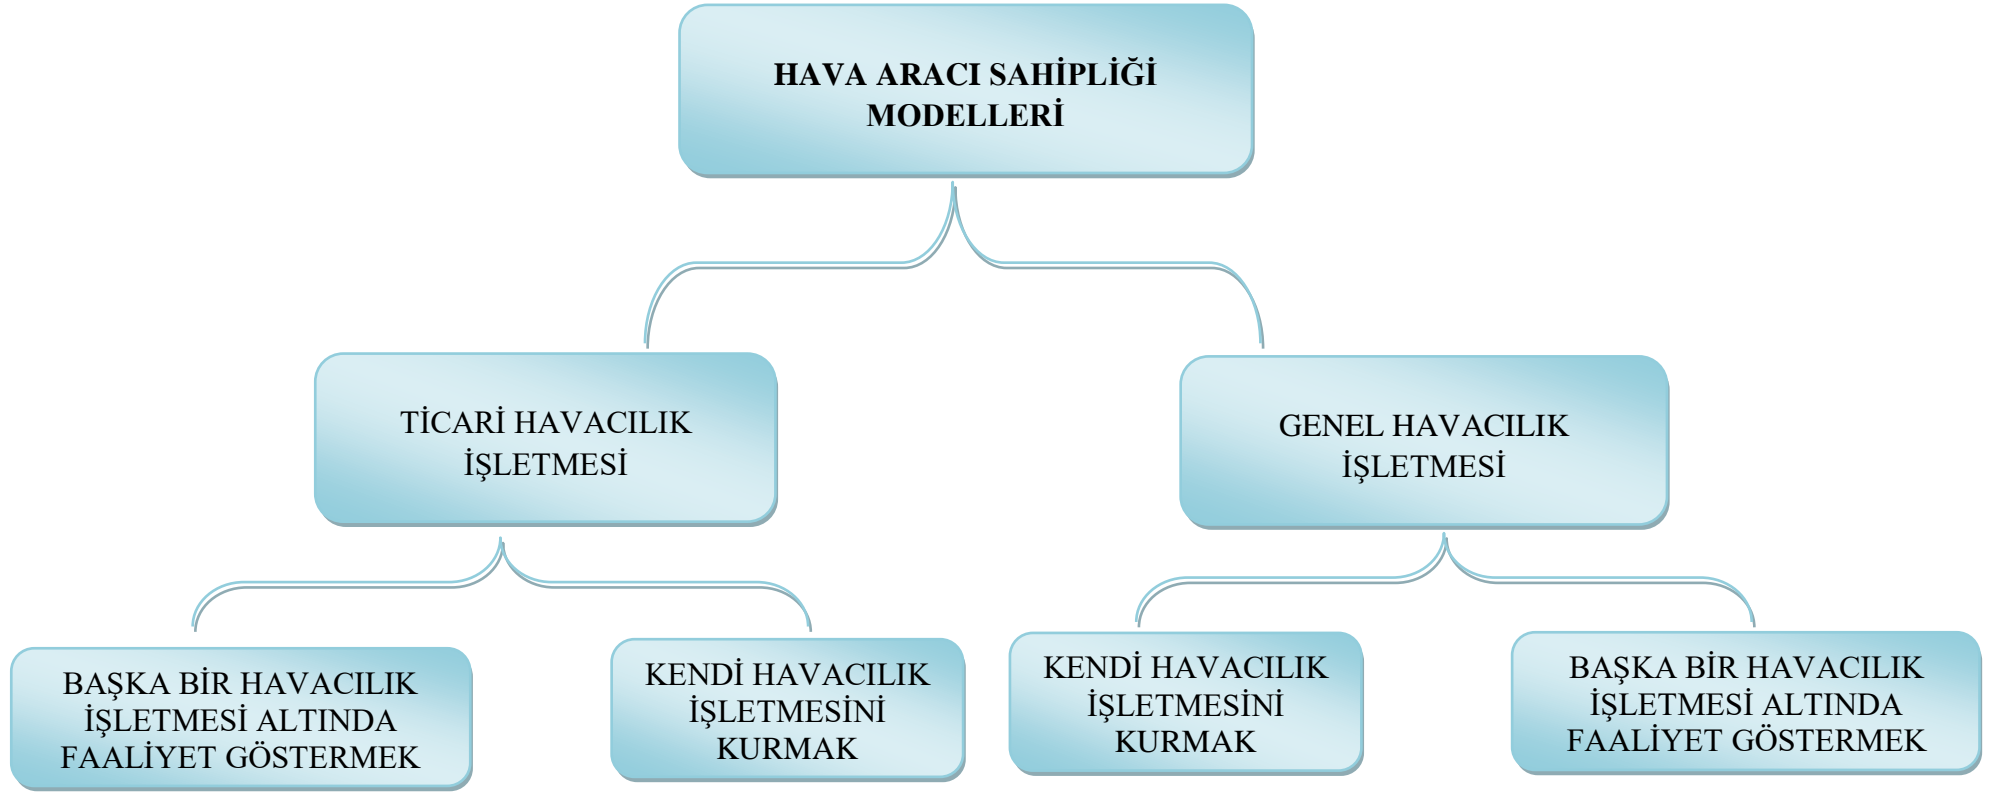 HAVA ARACI SAHİPLİĞİ
MODELLERİ
TİCARİ HAVACILIK
İŞLETMESİ
GENEL HAVACILIK
İŞLETMESİ
BAŞKA BİR HAVACILIK
İŞLETMESİ ALTINDA
FAALİYET GÖSTERMEK
KENDİ HAVACILIK
İŞLETMESİNİ
KURMAK
KENDİ HAVACILIK
İŞLETMESİNİ
KURMAK
BAŞKA BİR HAVACILIK
İŞLETMESİ ALTINDA
FAALİYET GÖSTERMEK